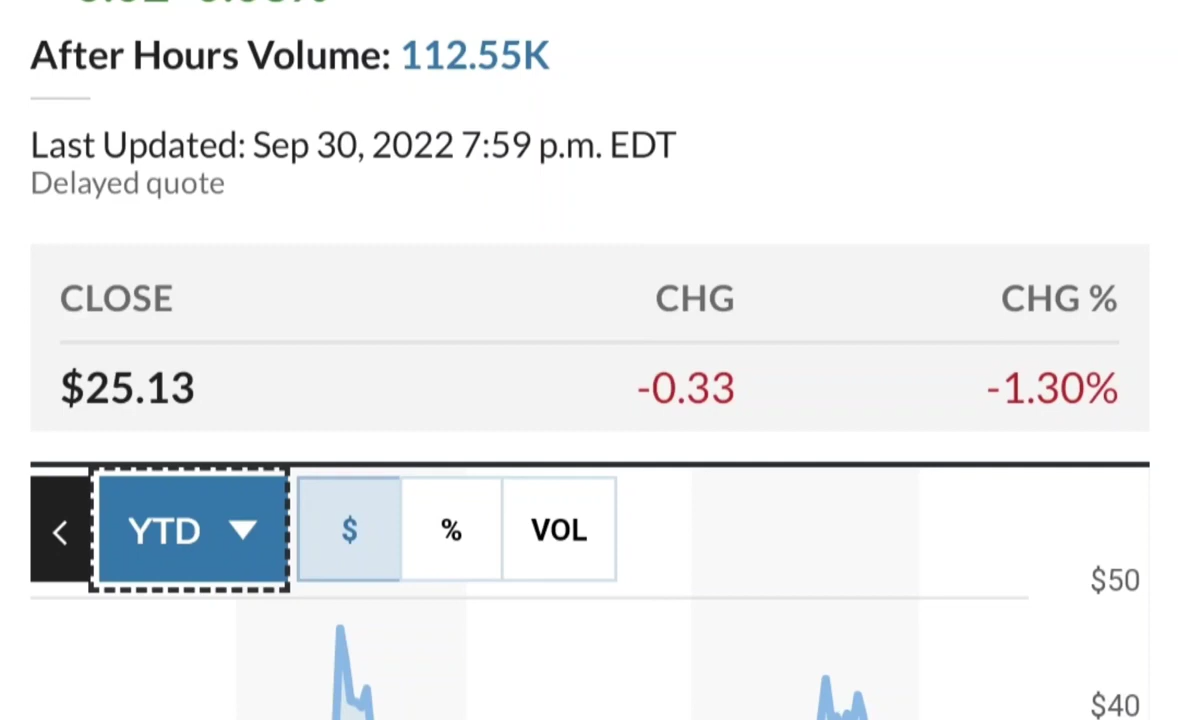 After Hours Volume: 112.55K
Last Updated: Sep 30, 2022 7:59 p.m. EDT
Delayed quote
CLOSE CHG CHG %
$25.13 -0.33 -1.30%
YTD $ % VOL
$50
$40